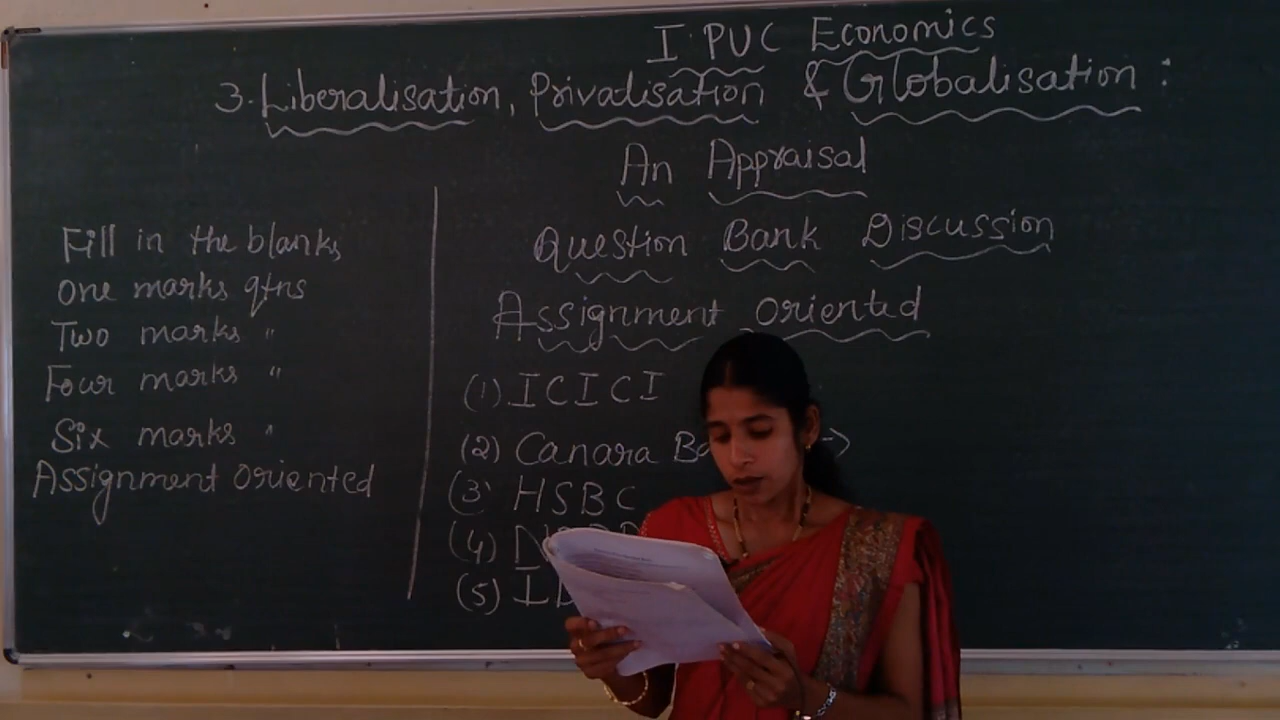 I PUC Economics
3. Liberalisation, Privatisation & Globalisation :
An Appraisal
Question Bank Discussion
Assignment oriented
Fill in the blanks
one marks qtns
Two marks "
Four marks "
Six marks "
Assignment oriented
(1) ICICI
(2) Canara
(3) HSBC
(4)
(5)